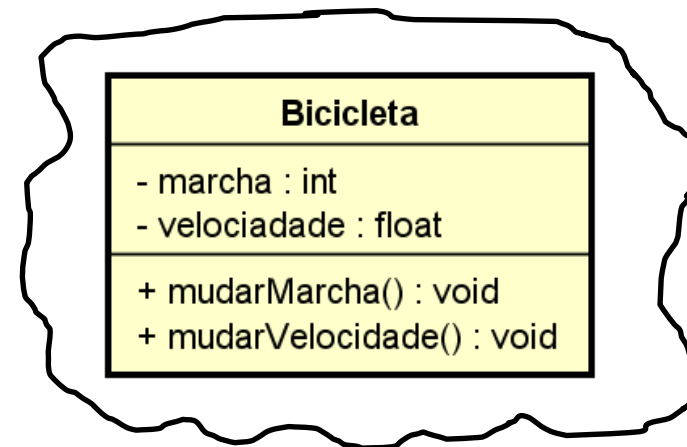 Bicicleta
- marcha : int
- velociadade : float
+ mudarMarcha() : void
+ mudarVelocidade() : void